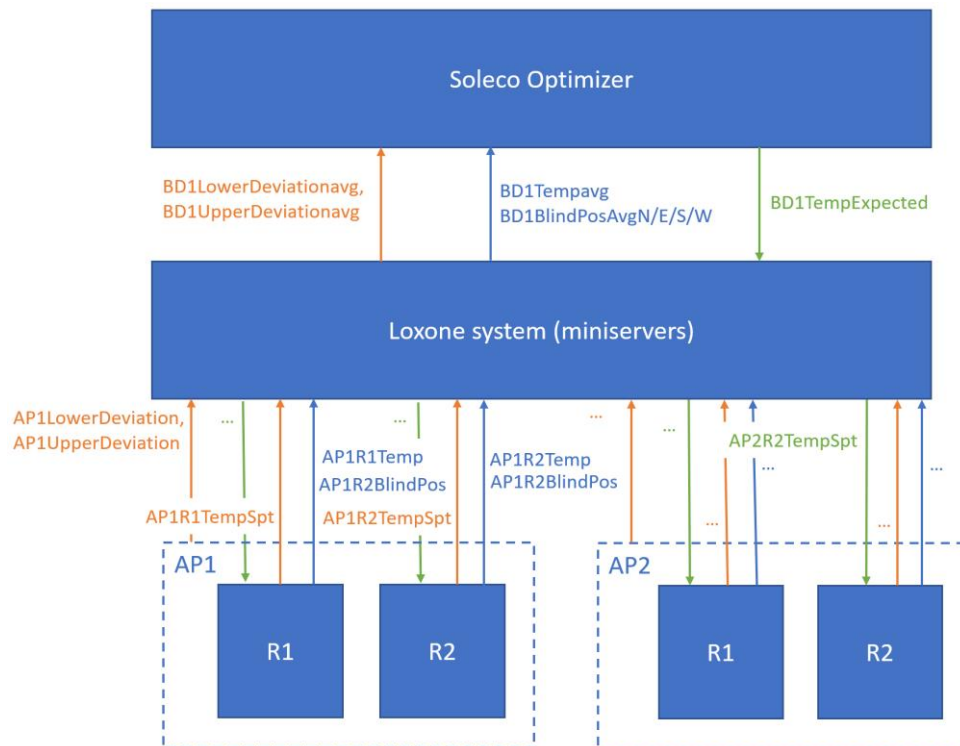 Soleco Optimizer
BD1LowerDeviationavg,
BD1UpperDeviationavg
BD1Tempavg
BD1BlindPosAvgN/E/S/W
BD1TempExpected
Loxone system (miniservers)
AP1LowerDeviation,
AP1UpperDeviation
...
AP1R1Temp
AP1R2BlindPos
AP1R1TempSpt
...
AP1R2TempSpt
AP1R2Temp
AP1R2BlindPos
...
...
...
...
AP2R2TempSpt
...
...
AP1
R1
R2
AP2
R1
R2